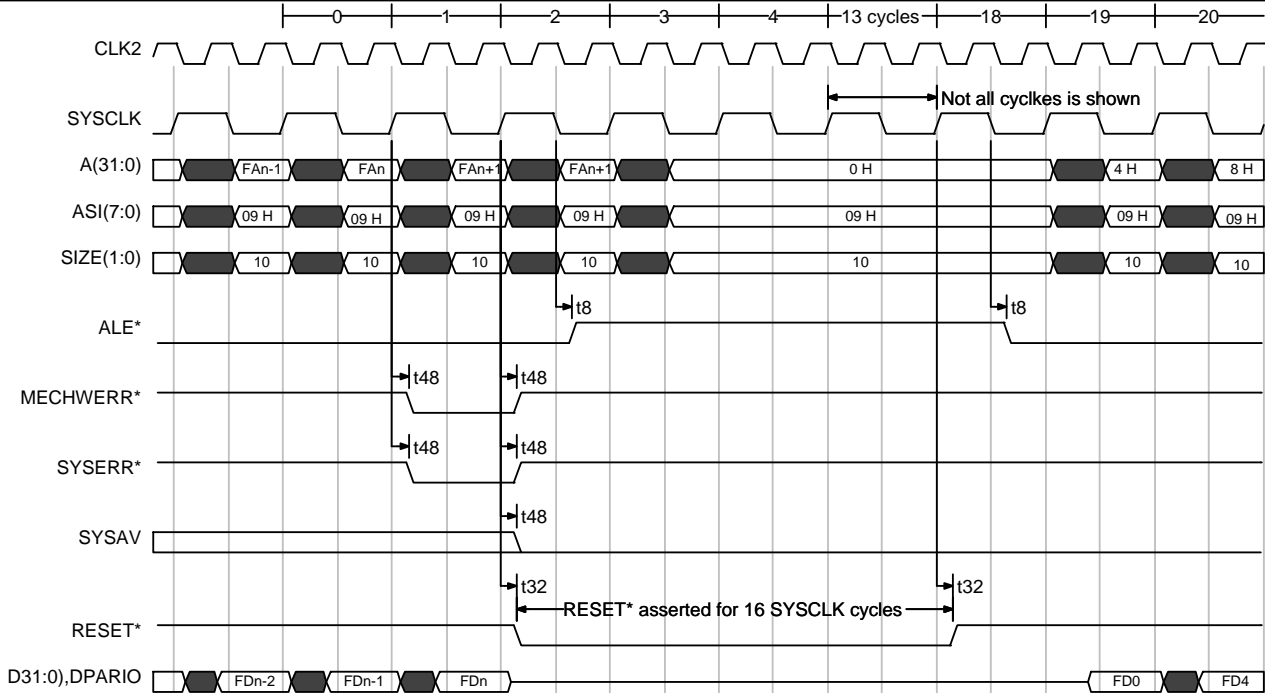 0 1 2 3 4 13 cycles 18 19 20
CLK2
Not all cyclkes is shown
SYSCLK
A(31:0) FAn-1 FAn FAn+1 FAn+1 0 H 4 H 8 H
ASI(7:0) 09 H 09 H 09 H 09 H 09 H 09 H 09 H
SIZE(1:0) 10 10 10 10 10 10 10
t8 t8
ALE*
t48 t48
MECHWERR*
t48 t48
SYSERR*
t48
SYSAV
t32 t32
RESET* asserted for 16 SYSCLK cycles
RESET*
D31:0),DPARIO FDn-2 FDn-1 FDn FD0 FD4